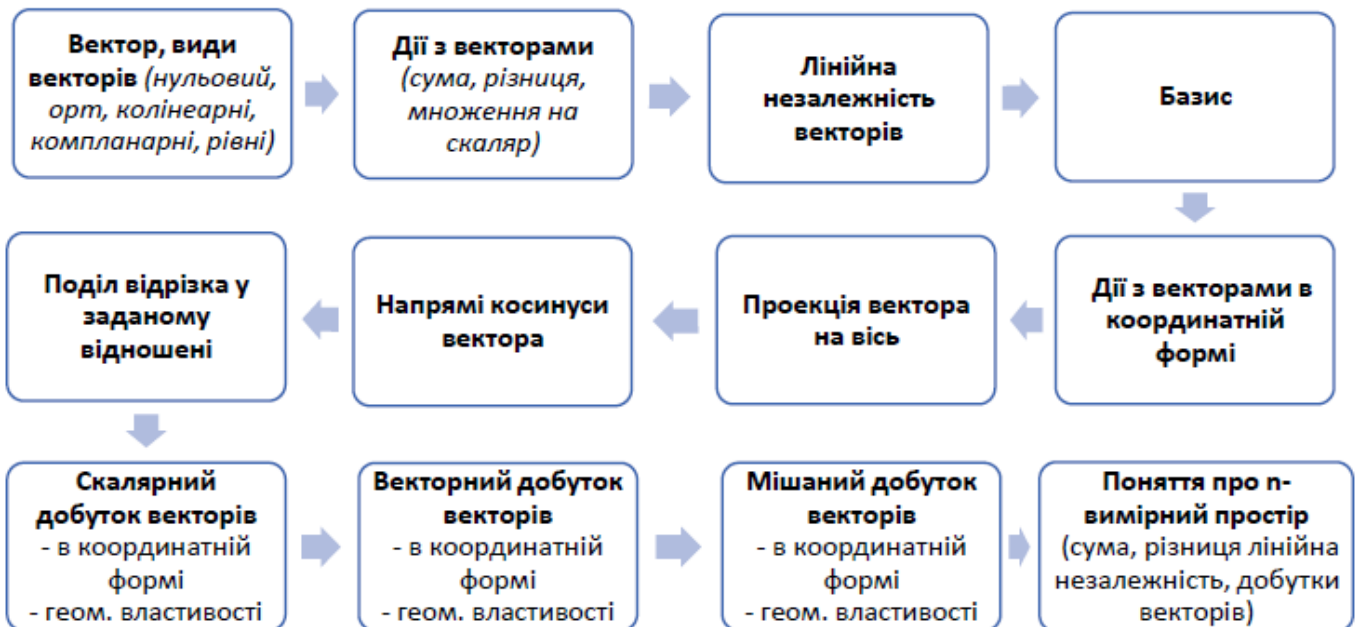 Вектор, види
векторів (нульовий,
орт, колінеарні,
компланарні, рівні)
Дії з векторами
(сума, різниця,
множення на
скаляр)
Лінійна
незалежність
векторів
Базис
Дії з векторами в
координатній
формі
Проекція вектора
на вісь
Напрямі косинуси
вектора
Поділ відрізка у
заданому
відношені
Скалярний
добуток векторів
- в координатній
формі
- геом. властивості
Векторний добуток
векторів
- в координатній
формі
- геом. властивості
Мішаний добуток
векторів
- в координатній
формі
- геом. властивості
Поняття про n-
вимірний простір
(сума, різниця лінійна
незалежність, добутки
векторів)